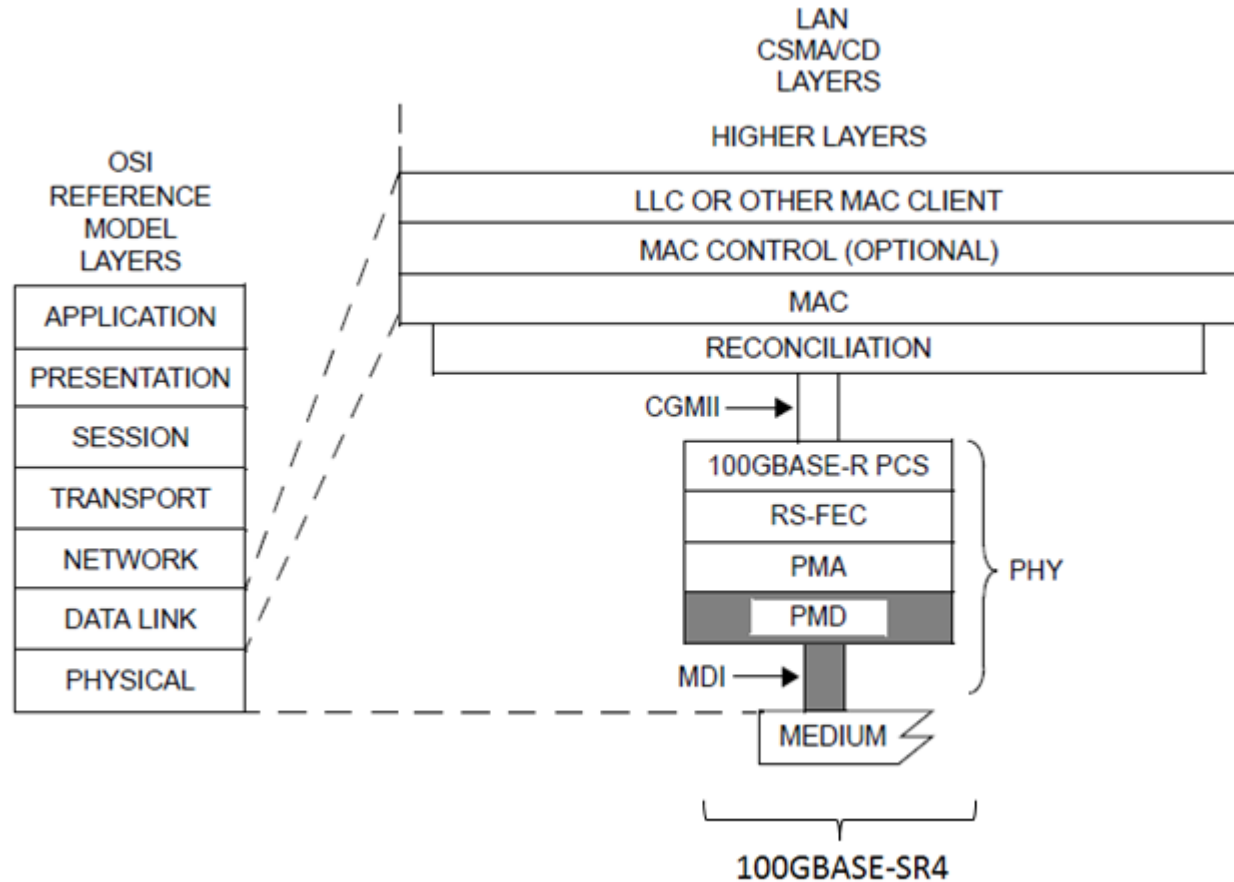 OSI
REFERENCE
MODEL
LAYERS
APPLICATION
PRESENTATION
SESSION
TRANSPORT
NETWORK
DATA LINK
PHYSICAL
LAN
CSMA/CD
LAYERS
HIGHER LAYERS
LLC OR OTHER MAC CLIENT
MAC CONTROL (OPTIONAL)
MAC
RECONCILIATION
CGMII
100GBASE-R PCS
RS-FEC
PMA
PMD
PHY
MDI
MEDIUM
100GBASE-SR4